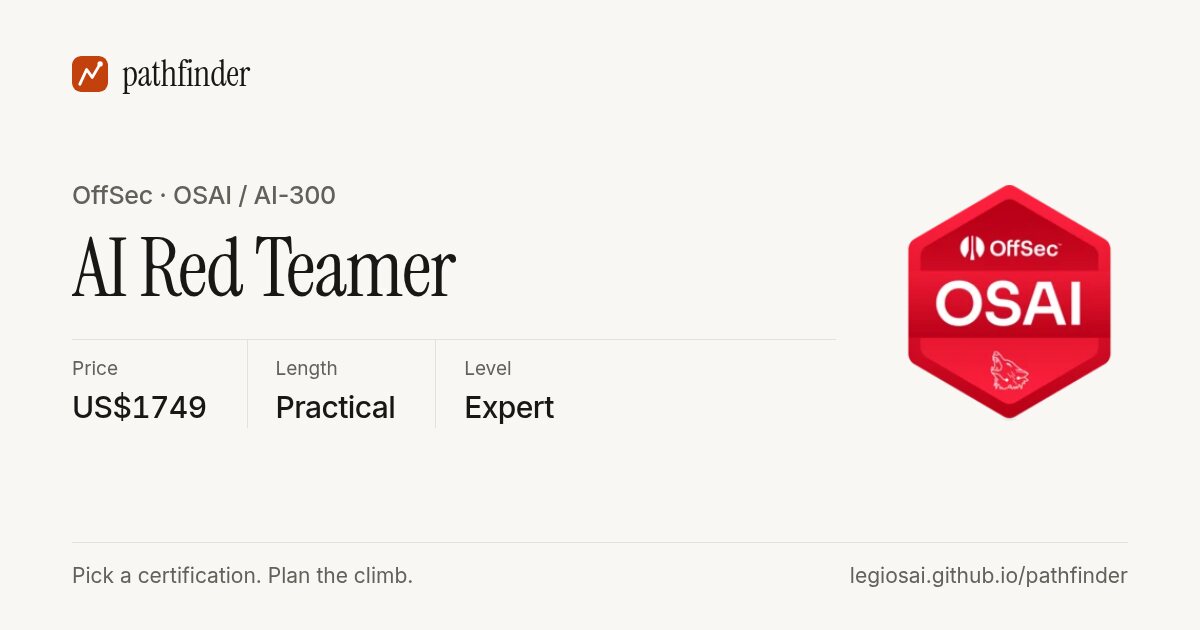 pathfinder
OffSec · OSAI / AI-300
AI Red Teamer
Price
US$1749
Length
Practical
Level
Expert
OffSec
OSAI
Pick a certification. Plan the climb.
legiosai.github.io/pathfinder